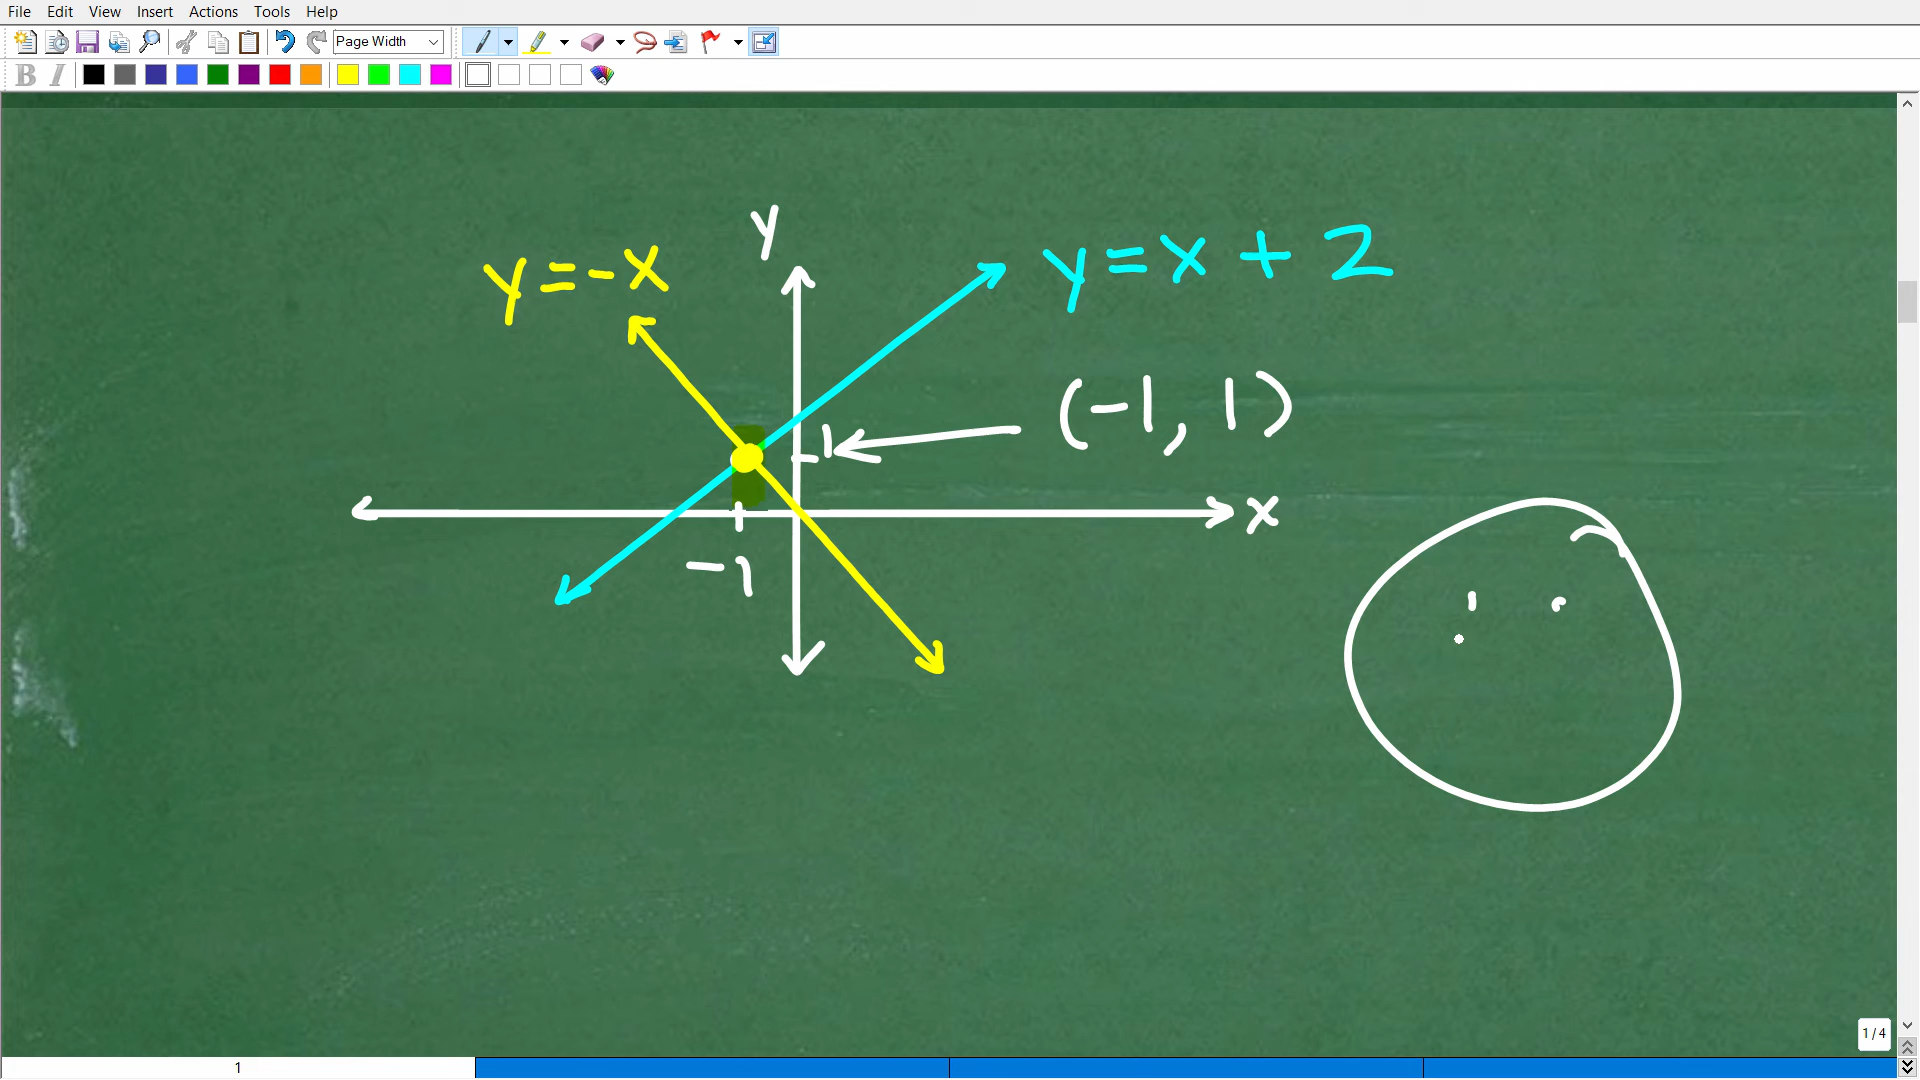 File Edit View Insert Actions Tools Help
Page Width
B I
y
y = -x
y = x + 2
(-1, 1)
1
x
-1
1 / 4
1